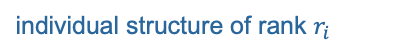 individual structure of rank rᵢ